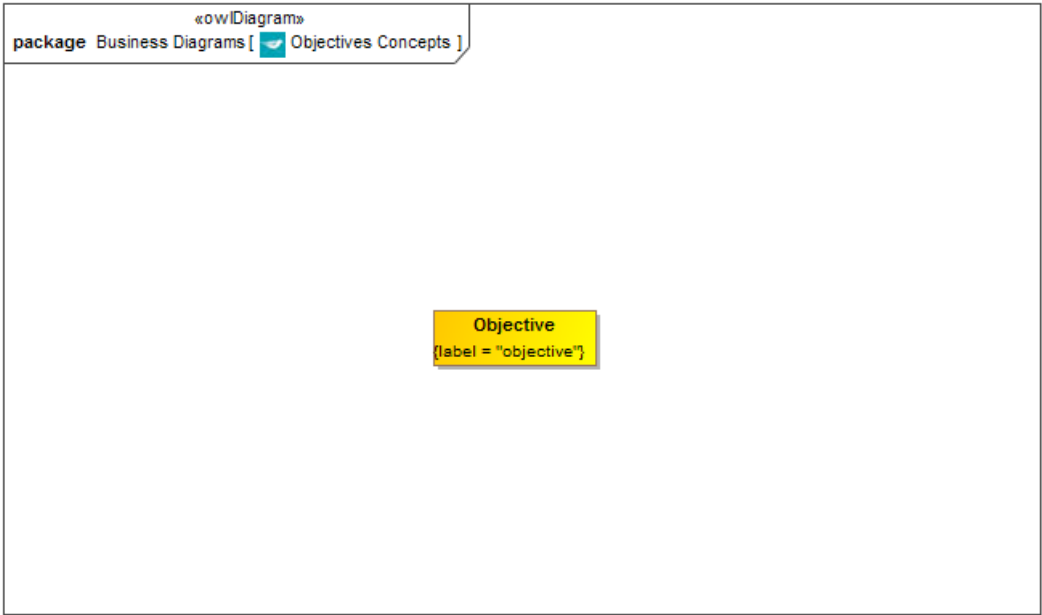 «owlDiagram»
package Business Diagrams [ Objectives Concepts ]
Objective
{label = "objective"}